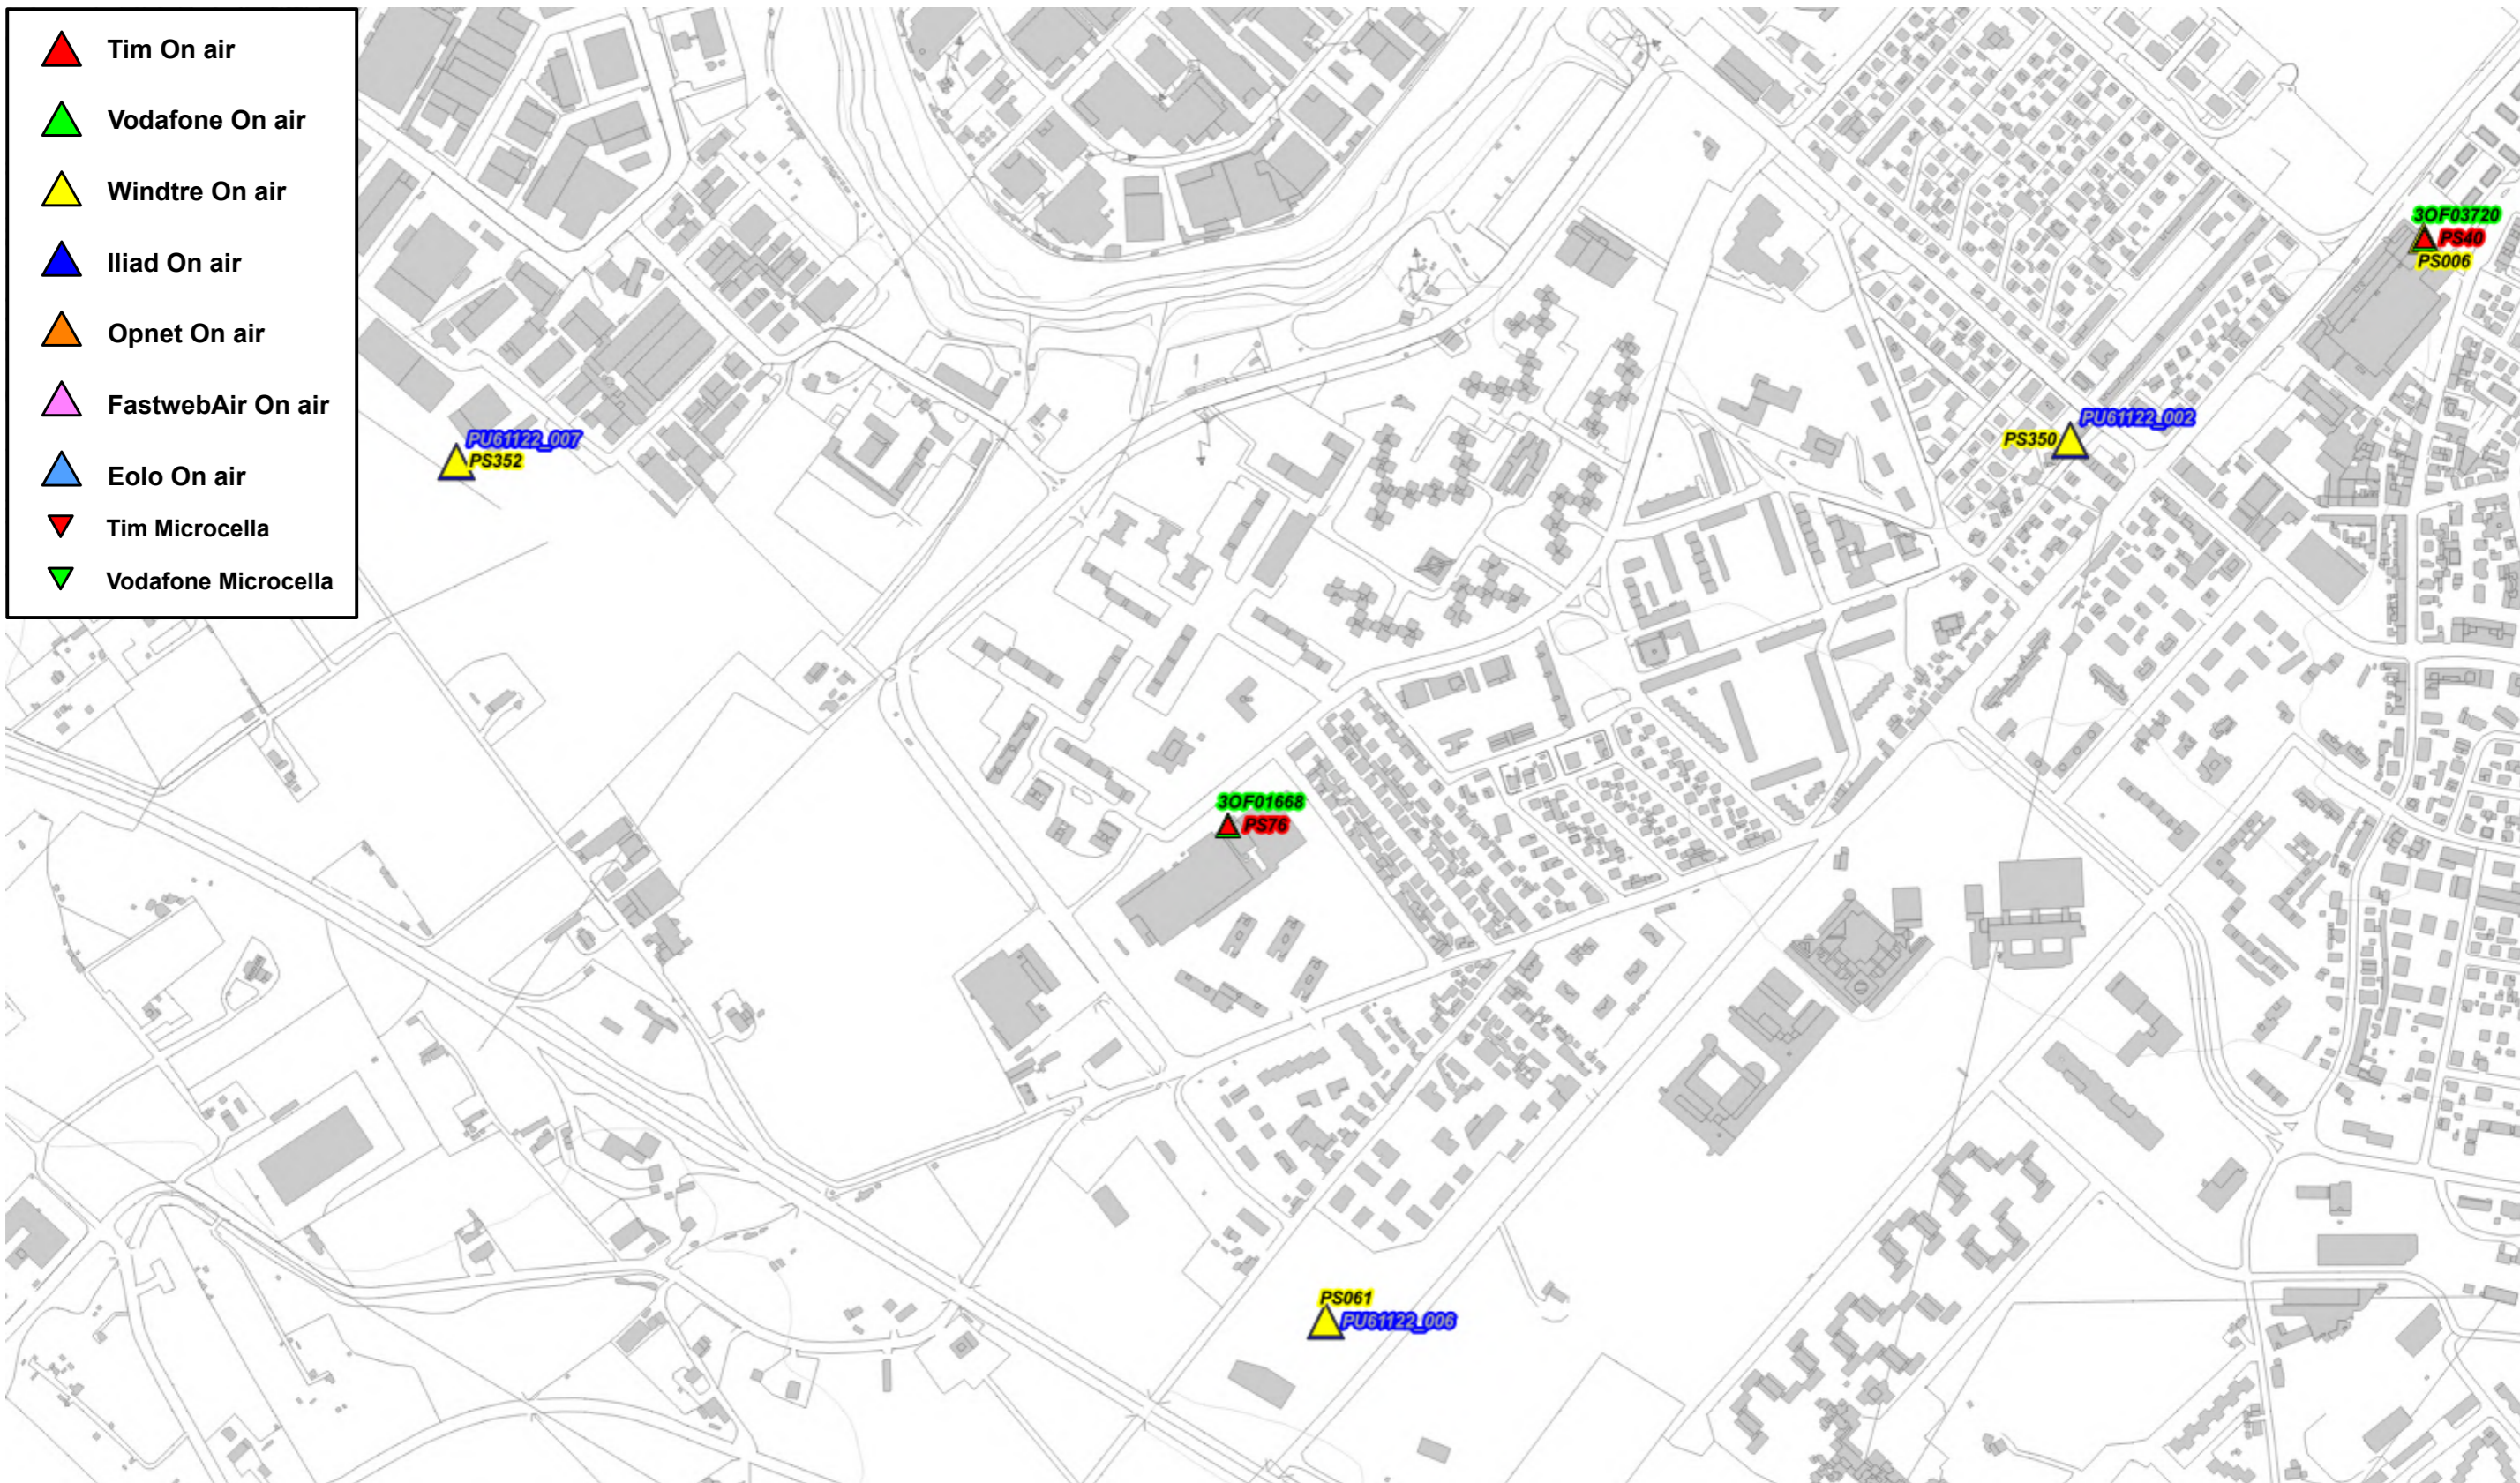 Tim On air
Vodafone On air
Windtre On air
Iliad On air
Opnet On air
FastwebAir On air
Eolo On air
Tim Microcella
Vodafone Microcella
3OF03720
PS40
PS006
PU61122_002
PS350
PU61122_007
PS352
3OF01668
PS76
PS061
PU61122_006